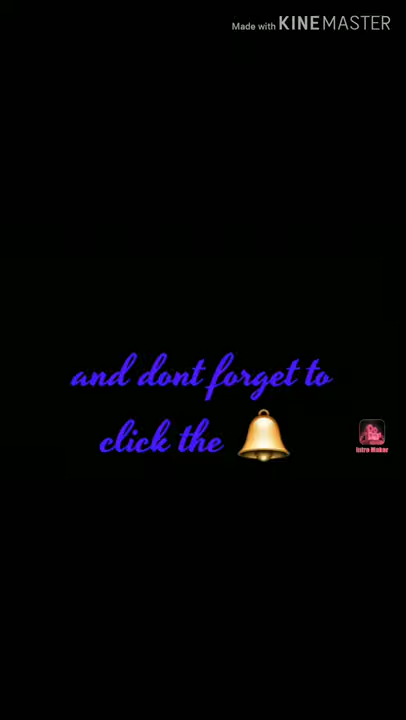 Made with KINEMASTER
and dont forget to
click the 🔔
Intro Maker